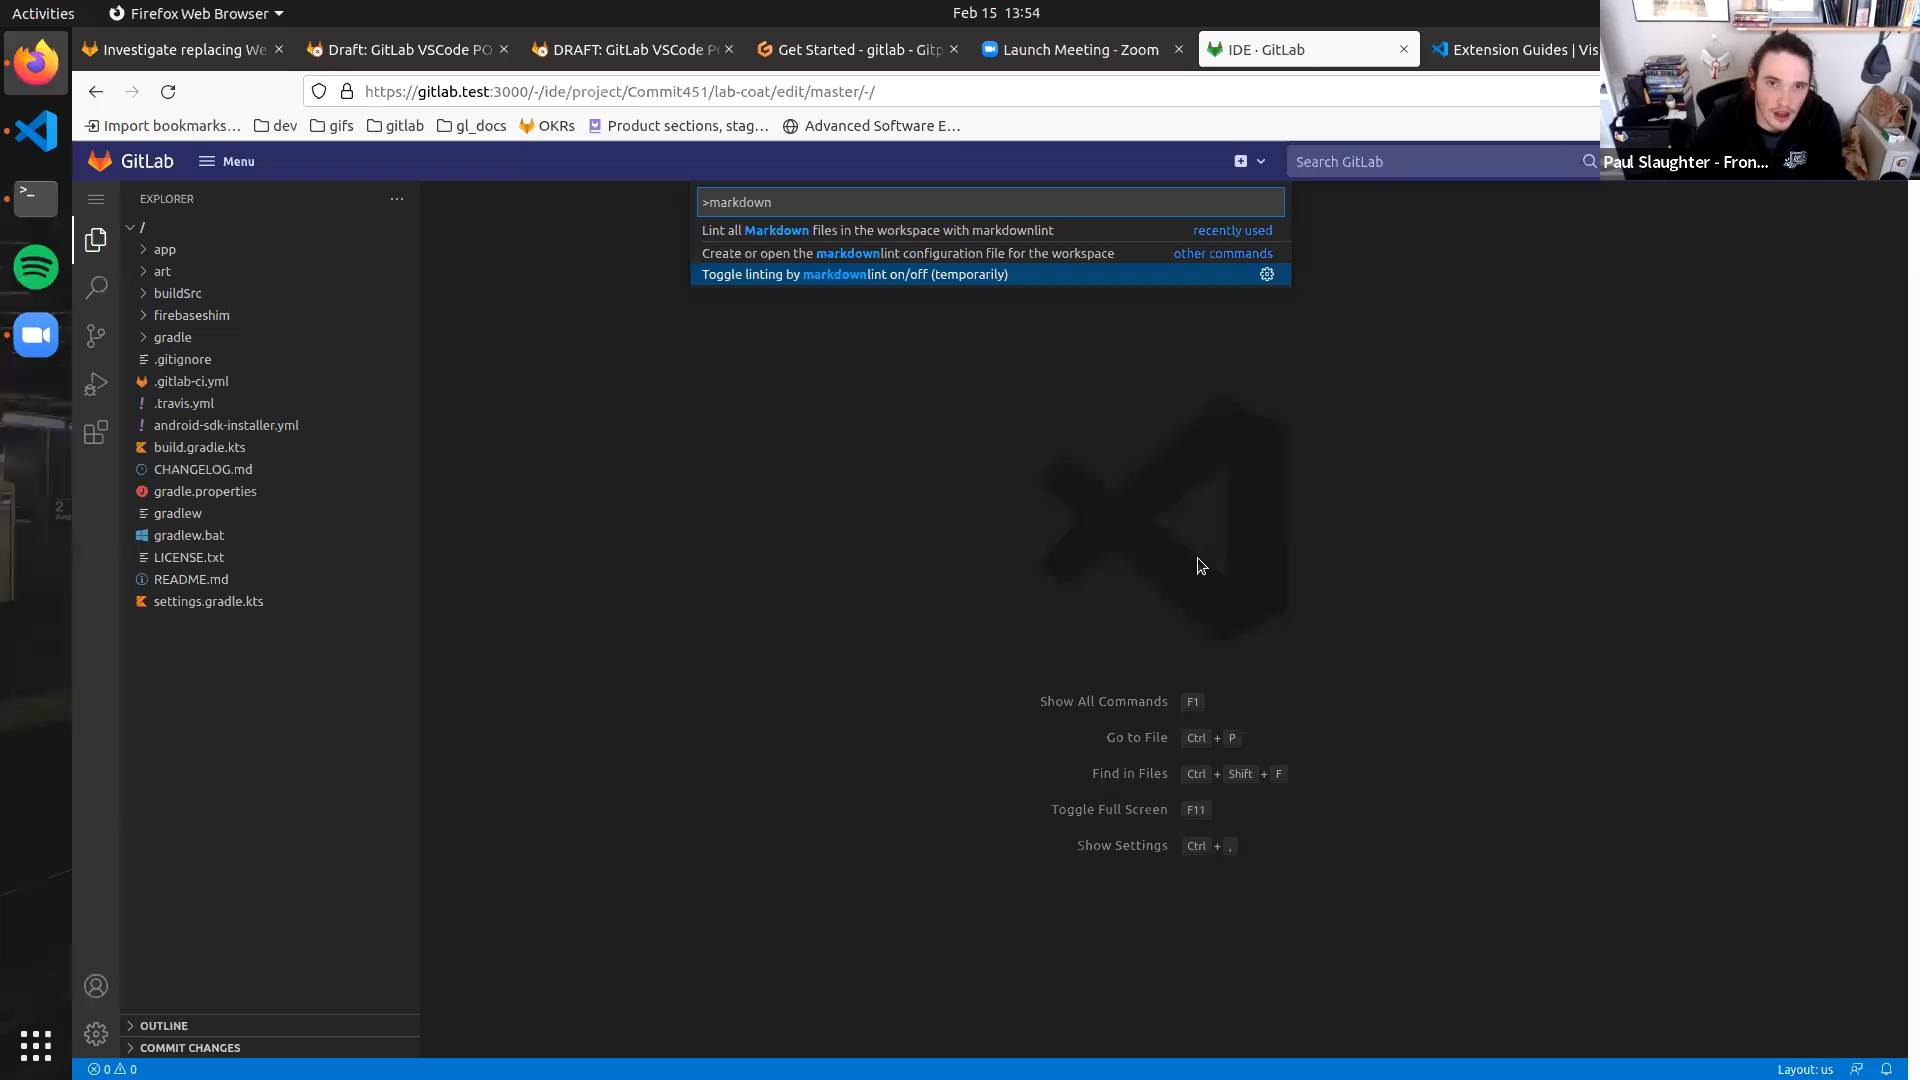 Activities
Firefox Web Browser
Feb 15 13:54
Investigate replacing We
Draft: GitLab VSCode PO
DRAFT: GitLab VSCode P
Get Started - gitlab - Gitp
Launch Meeting - Zoom
IDE · GitLab
Extension Guides | Vis
https://gitlab.test:3000/-/ide/project/Commit451/lab-coat/edit/master/-/
Import bookmarks...
dev
gifs
gitlab
gl_docs
OKRs
Product sections, stag...
Advanced Software E...
GitLab
Menu
Search GitLab
Paul Slaughter - Fron...
EXPLORER
>markdown
/
Lint all Markdown files in the workspace with markdownlint
recently used
app
Create or open the markdownlint configuration file for the workspace
other commands
art
Toggle linting by markdownlint on/off (temporarily)
buildSrc
firebaseshim
gradle
.gitignore
.gitlab-ci.yml
.travis.yml
android-sdk-installer.yml
build.gradle.kts
CHANGELOG.md
gradle.properties
gradlew
gradlew.bat
LICENSE.txt
README.md
settings.gradle.kts
Show All Commands F1
Go to File Ctrl + P
Find in Files Ctrl + Shift + F
Toggle Full Screen F11
Show Settings Ctrl + ,
OUTLINE
COMMIT CHANGES
0 0
Layout: us